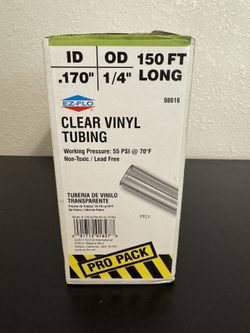 ID
OD
150 FT
.170"
1/4"
LONG
98616
EZ-FLO
CLEAR VINYL
TUBING
Working Pressure: 55 PSI @ 70°F
Non-Toxic / Lead Free
TUBERIA DE VINILO
TRANSPARENTE
0921
PRO PACK